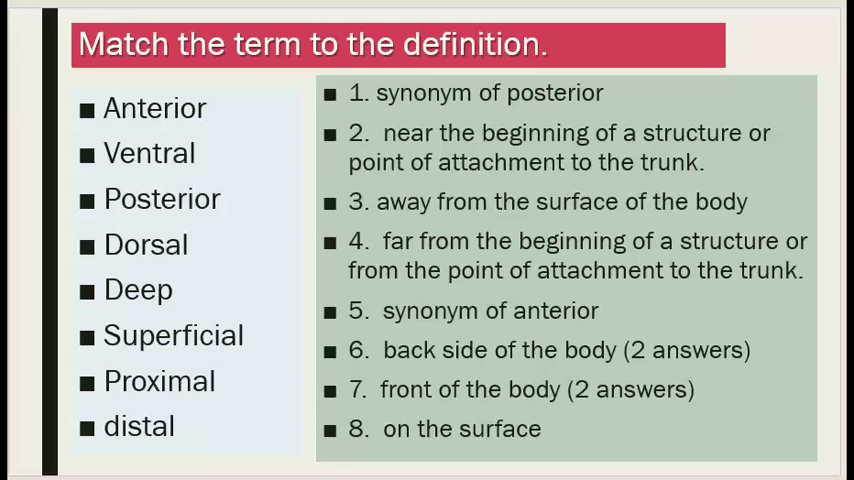 Match the term to the definition.
■ Anterior
■ Ventral
■ Posterior
■ Dorsal
■ Deep
■ Superficial
■ Proximal
■ distal
■ 1. synonym of posterior
■ 2. near the beginning of a structure or
point of attachment to the trunk.
■ 3. away from the surface of the body
■ 4. far from the beginning of a structure or
from the point of attachment to the trunk.
■ 5. synonym of anterior
■ 6. back side of the body (2 answers)
■ 7. front of the body (2 answers)
■ 8. on the surface